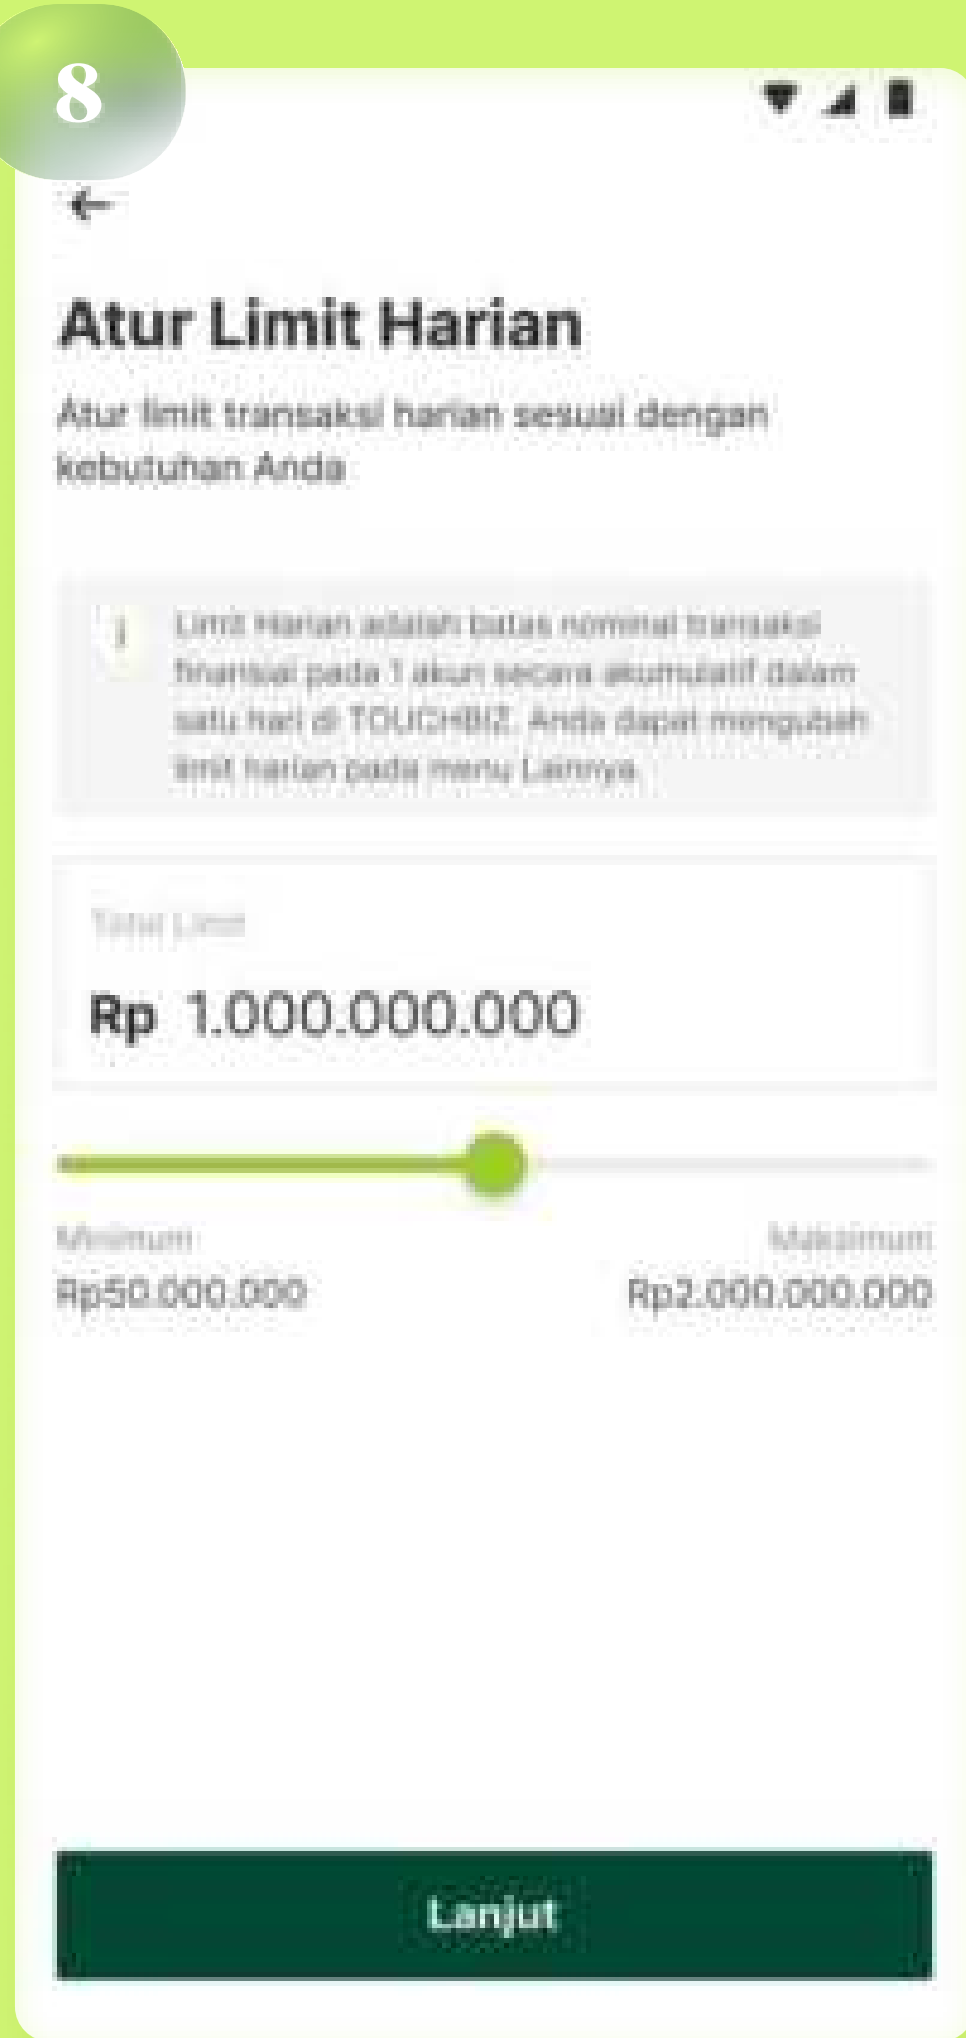 8
Atur Limit Harian
Atur limit transaksi harian sesuai dengan
kebutuhan Anda
Limit Harian adalah batas nominal transaksi
finansial pada 1 akun secara akumulatif dalam
satu hari di TOUCHBIZ. Anda dapat mengubah
limit harian pada menu Lainnya.
Total Limit
Rp 1.000.000.000
Minimum
Maksimum
Rp50.000.000
Rp2.000.000.000
Lanjut